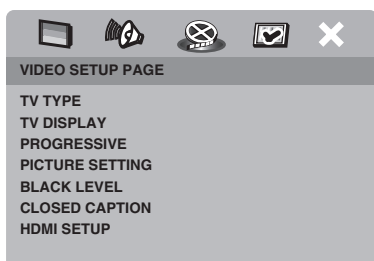 VIDEO SETUP PAGE
TV TYPE
TV DISPLAY
PROGRESSIVE
PICTURE SETTING
BLACK LEVEL
CLOSED CAPTION
HDMI SETUP